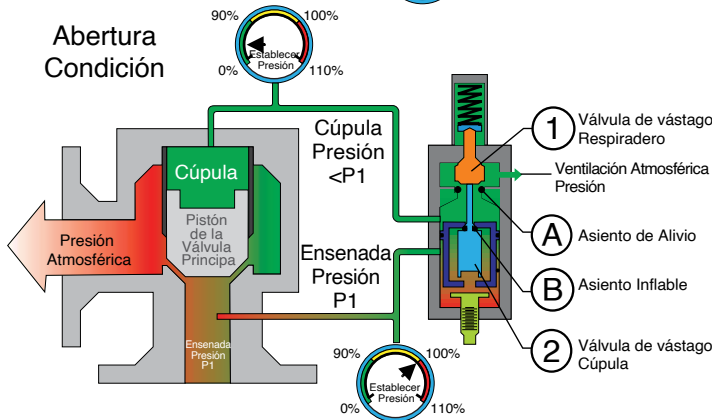 Abertura
Condición
90%
100%
Establecer
Presión
0%
110%
Cúpula
Presión
<P1
Cúpula
Pistón
de la
Válvula
Principa
Presión
Atmosférica
Ensenada
Presión
P1
Ensenada
Presión
P1
90%
100%
Establecer
Presión
0%
110%
1
Válvula de vástago
Respiradero
Ventilación Atmosférica
Presión
A
Asiento de Alivio
B
Asiento Inflable
2
Válvula de vástago
Cúpula